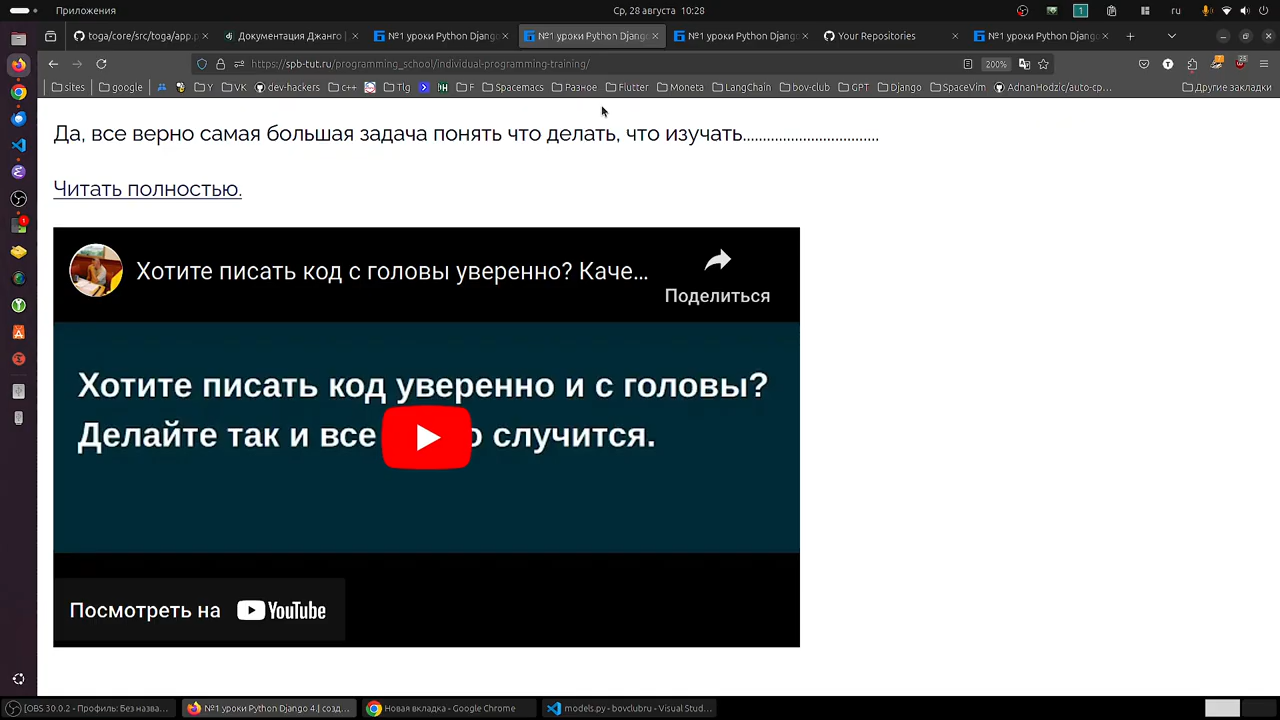 Приложения
Ср, 28 августа 10:28
1
ru
toga/core/src/toga/app.p
Документация Джанго |
№1 уроки Python Djang
№1 уроки Python Djang
№1 уроки Python Djang
Your Repositories
№1 уроки Python Djang
https://spb-tut.ru/programming_school/individual-programming-training/
200%
sites
google
Y
VK
dev-hackers
c++
Tlg
F
Spacemacs
Разное
Flutter
Moneta
LangChain
bov-club
GPT
Django
SpaceVim
AdnanHodzic/auto-cp...
Другие закладки
Да, все верно самая большая задача понять что делать, что изучать.................................
Читать полностью.
Хотите писать код с головы уверенно? Каче...
Поделиться
Хотите писать код уверенно и с головы?
Делайте так и все о случится.
Посмотреть на YouTube
[OBS 30.0.2 - Профиль: Без назва...
№1 уроки Python Django 4.| созд...
Новая вкладка - Google Chrome
models.py - bovclubru - Visual Stud...